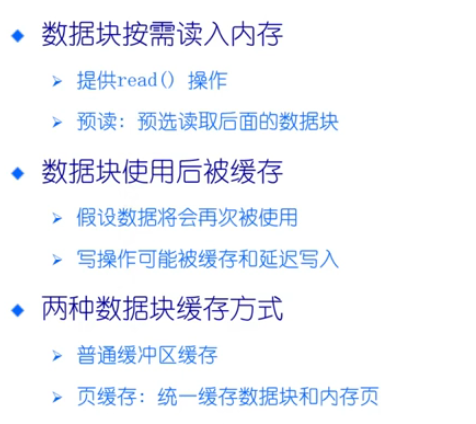 数据块按需读入内存
提供read() 操作
预读: 预选读取后面的数据块
数据块使用后被缓存
假设数据将会再次被使用
写操作可能被缓存和延迟写入
两种数据块缓存方式
普通缓冲区缓存
页缓存: 统一缓存数据块和内存页